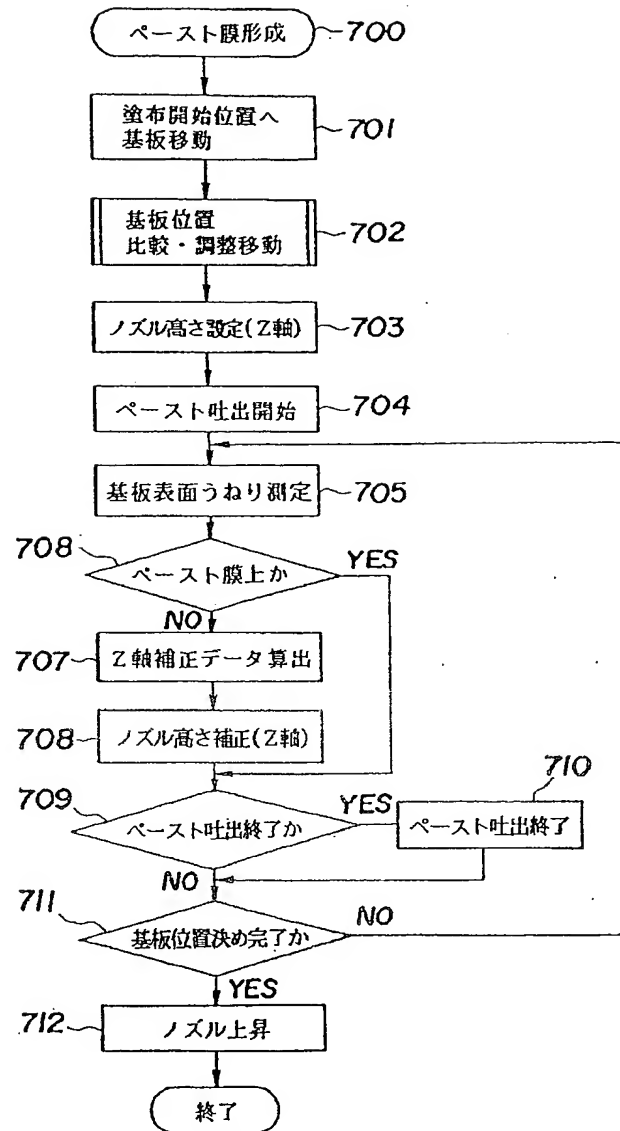 ペースト膜形成
700
塗布開始位置へ
基板移動
701
基板位置
比較・調整移動
702
ノズル高さ設定(Z軸)
703
ペースト吐出開始
704
基板表面うねり測定
705
708
ペースト膜上か
YES
NO
707
Z軸補正データ算出
708
ノズル高さ補正(Z軸)
709
ペースト吐出終了か
YES
710
ペースト吐出終了
NO
711
基板位置決め完了か
NO
YES
712
ノズル上昇
終了